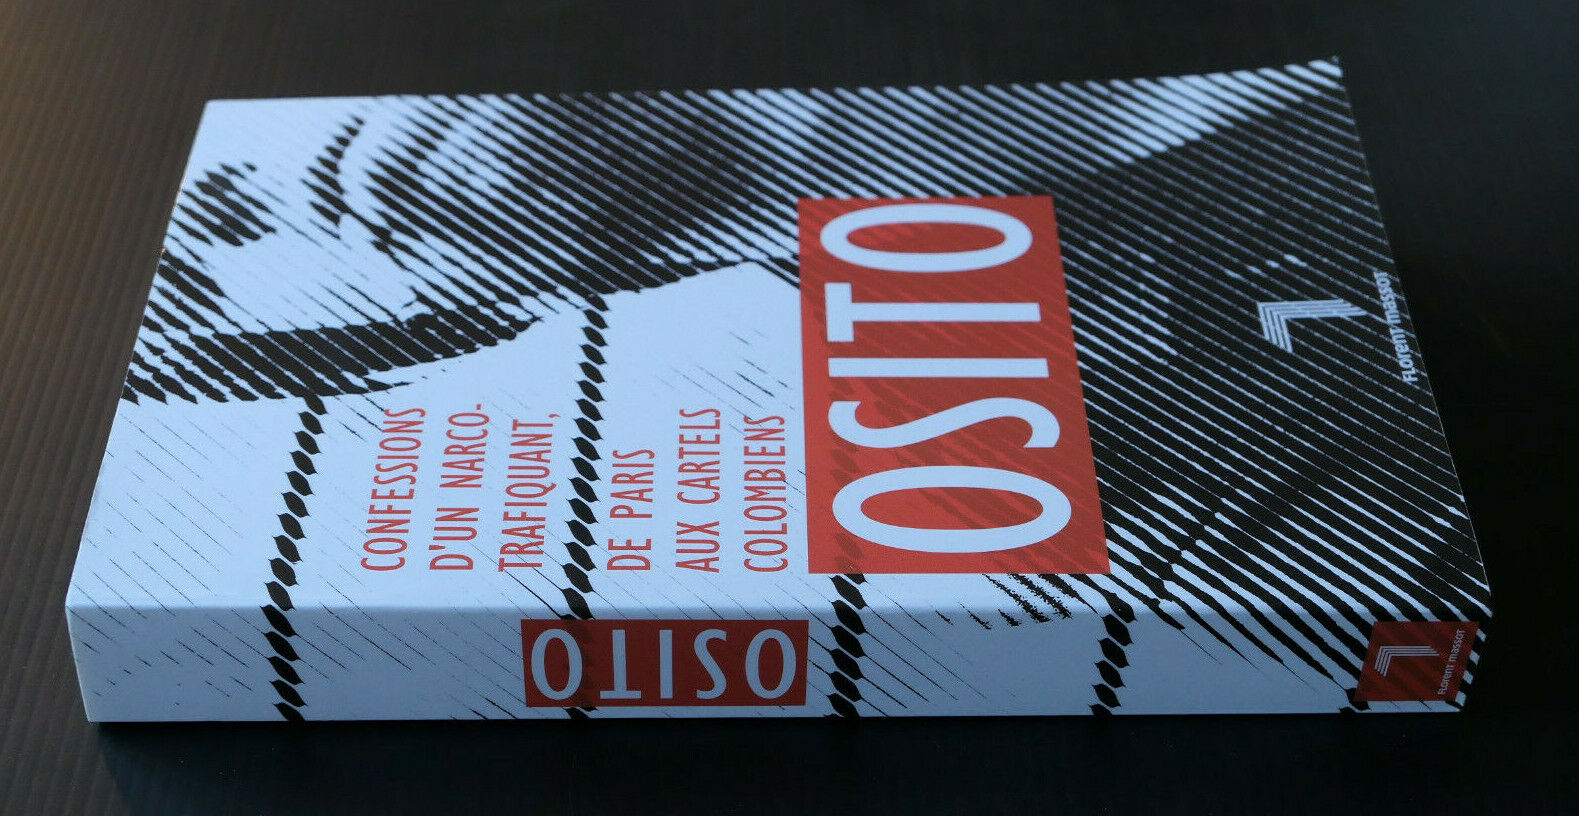 CONFESSIONS
D'UN NARCO-
TRAFIQUANT,
DE PARIS
AUX CARTELS
COLOMBIENS
OSITO
FLORENT MASSOT
OSITO
FLORENT MASSOT